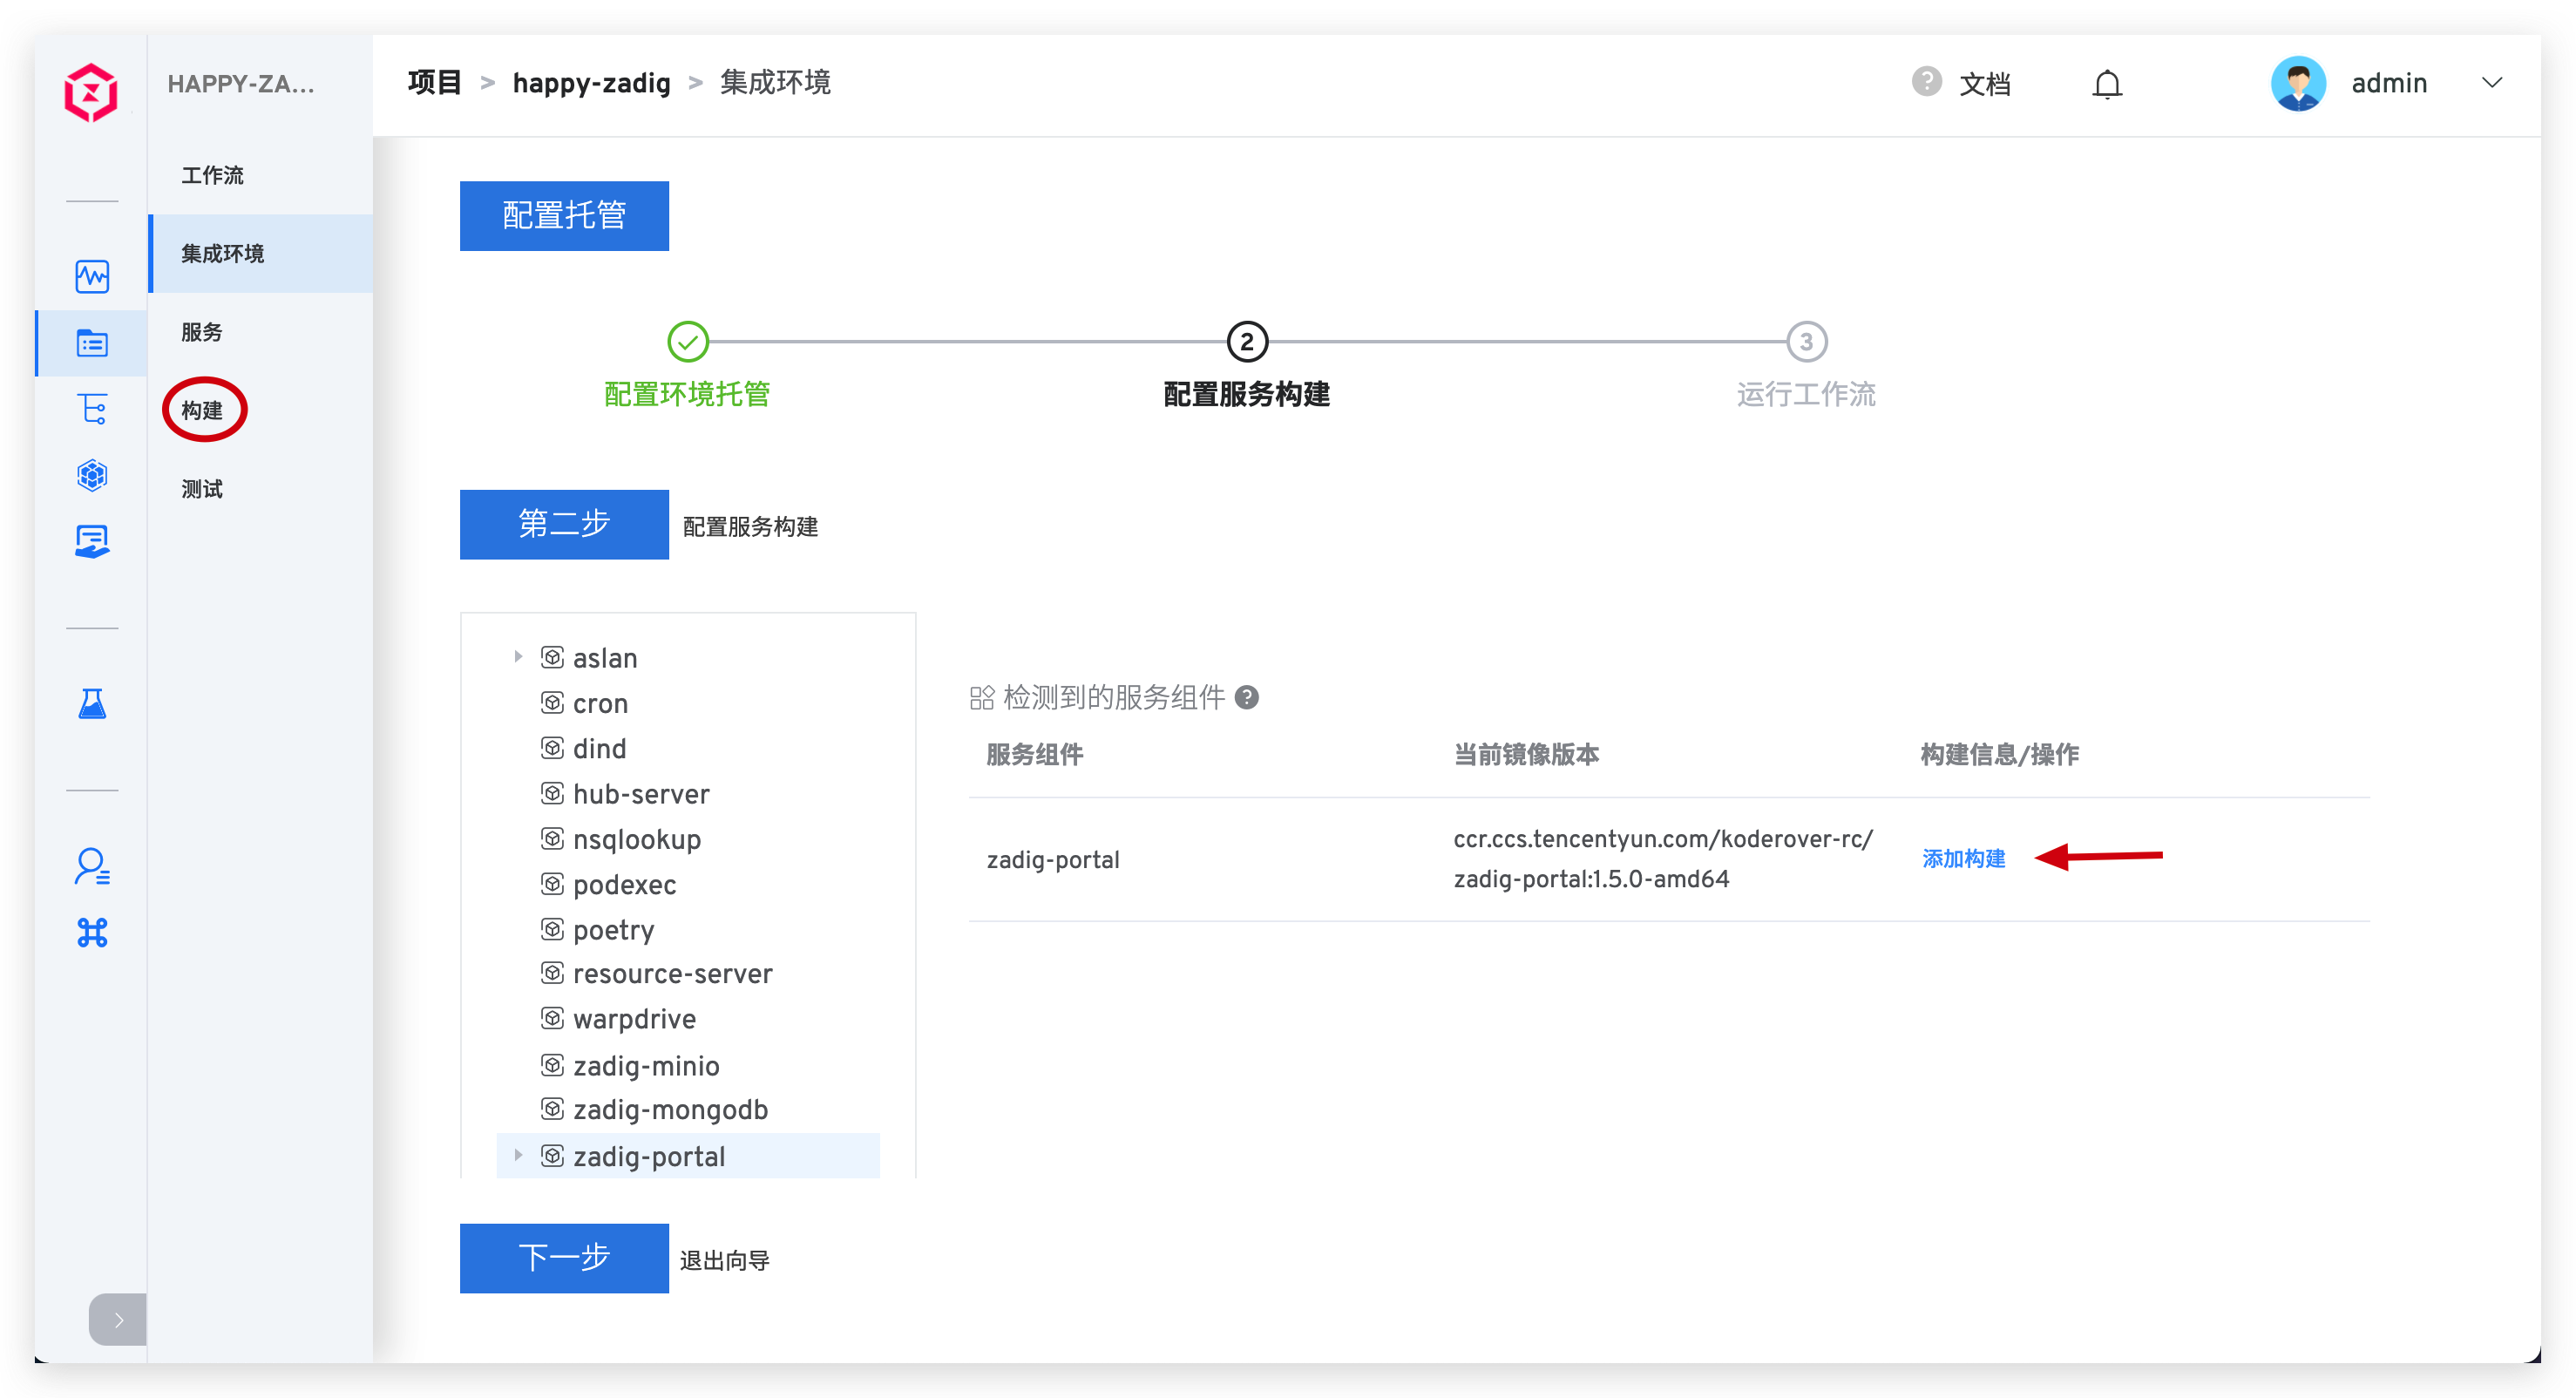 HAPPY-ZA...
工作流
集成环境
服务
构建
测试
项目 > happy-zadig > 集成环境
? 文档
admin
配置托管
2
3
配置环境托管
配置服务构建
运行工作流
第二步
配置服务构建
aslan
cron
dind
hub-server
nsqlookup
podexec
poetry
resource-server
warpdrive
zadig-minio
zadig-mongodb
zadig-portal
检测到的服务组件 ?
服务组件
当前镜像版本
构建信息/操作
zadig-portal
ccr.ccs.tencentyun.com/koderover-rc/
zadig-portal:1.5.0-amd64
添加构建
下一步
退出向导